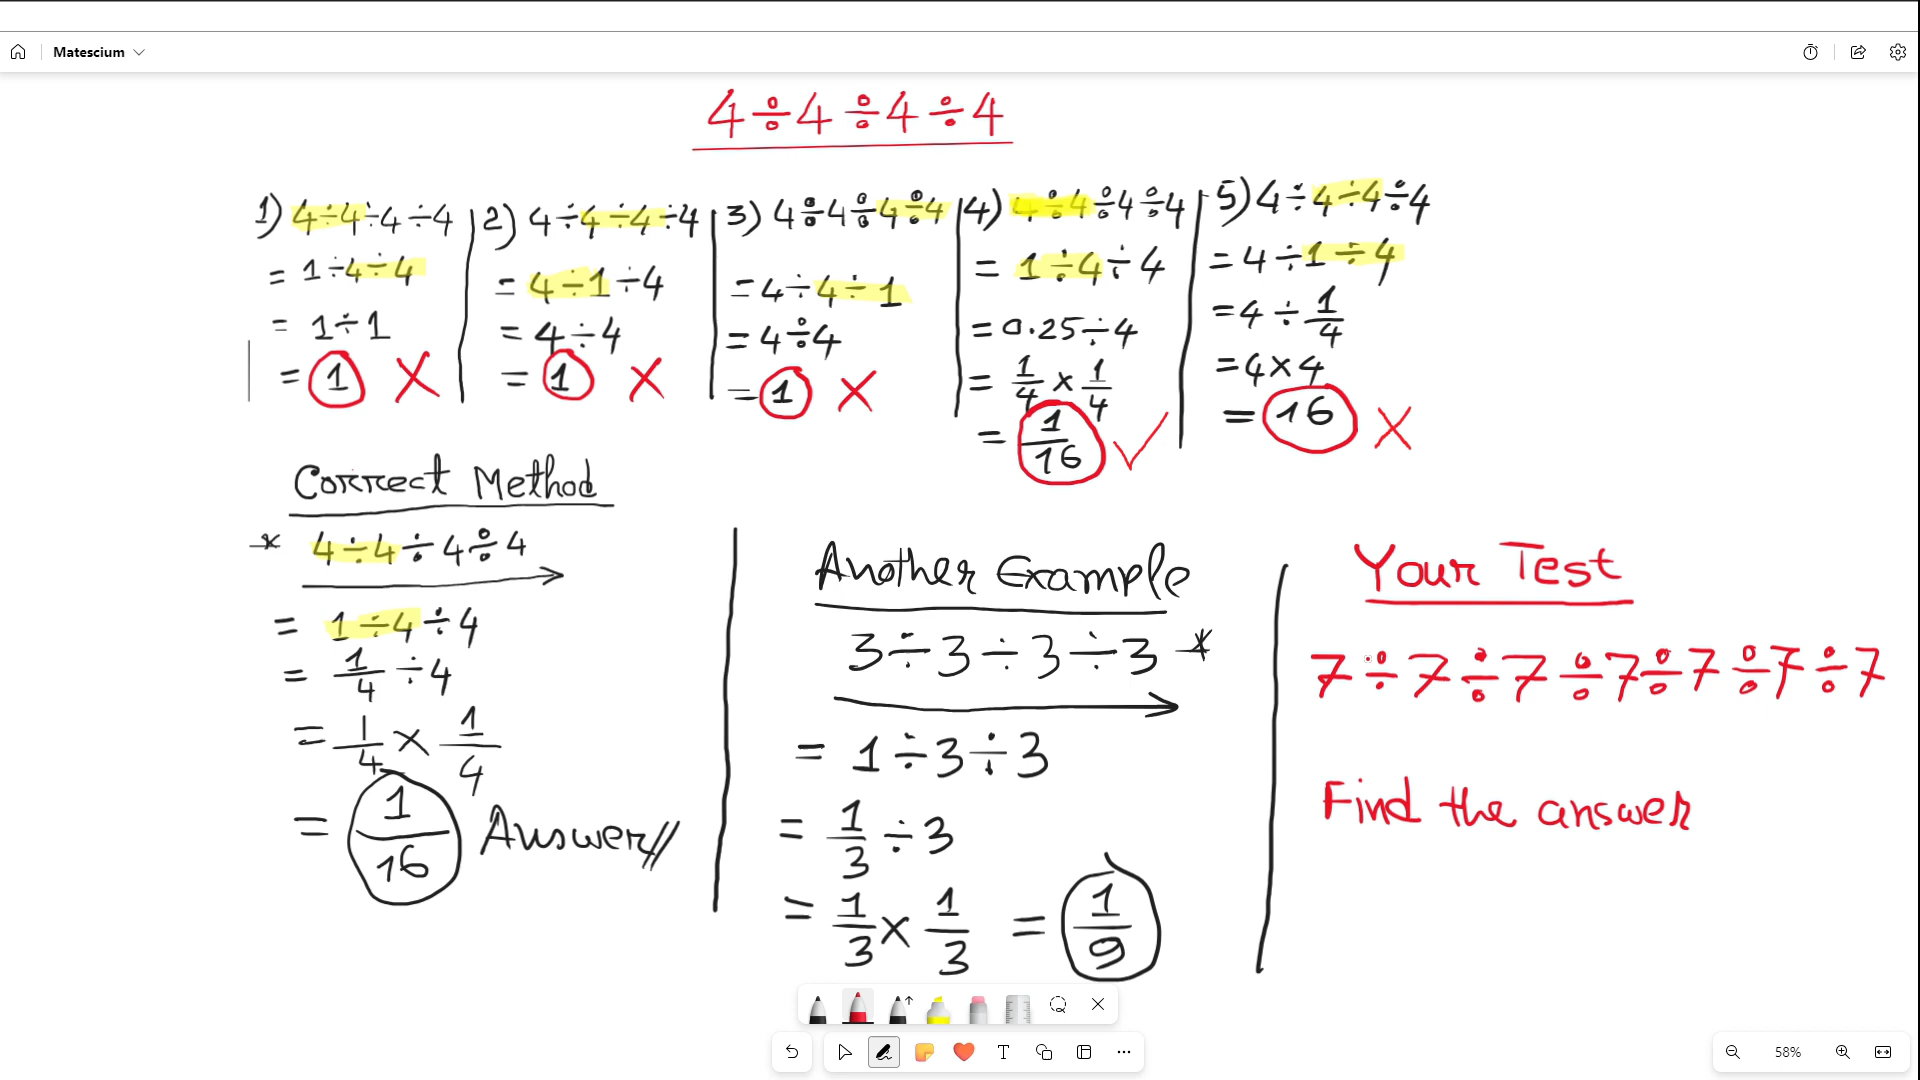 Matescium
4÷4÷4÷4
1) 4÷4÷4÷4
= 1÷4÷4
= 1÷1
= 1 X
2) 4÷4÷4÷4
= 4÷1÷4
= 4÷4
= 1 X
3) 4÷4÷4÷4
= 4÷4÷1
= 4÷4
= 1 X
4) 4÷4÷4÷4
= 1÷4÷4
= 0.25÷4
= 1/4 × 1/4
= 1/16 ✓
5) 4÷4÷4÷4
= 4÷1÷4
= 4÷1/4
= 4×4
= 16 X
Correct Method
* 4÷4÷4÷4
= 1÷4÷4
= 1/4 ÷4
= 1/4 × 1/4
= 1/16 Answer//
Another Example
3÷3÷3÷3 *
= 1÷3÷3
= 1/3 ÷3
= 1/3 × 1/3 = 1/9
Your Test
7÷7÷7÷7÷7÷7÷7
Find the answer
58%